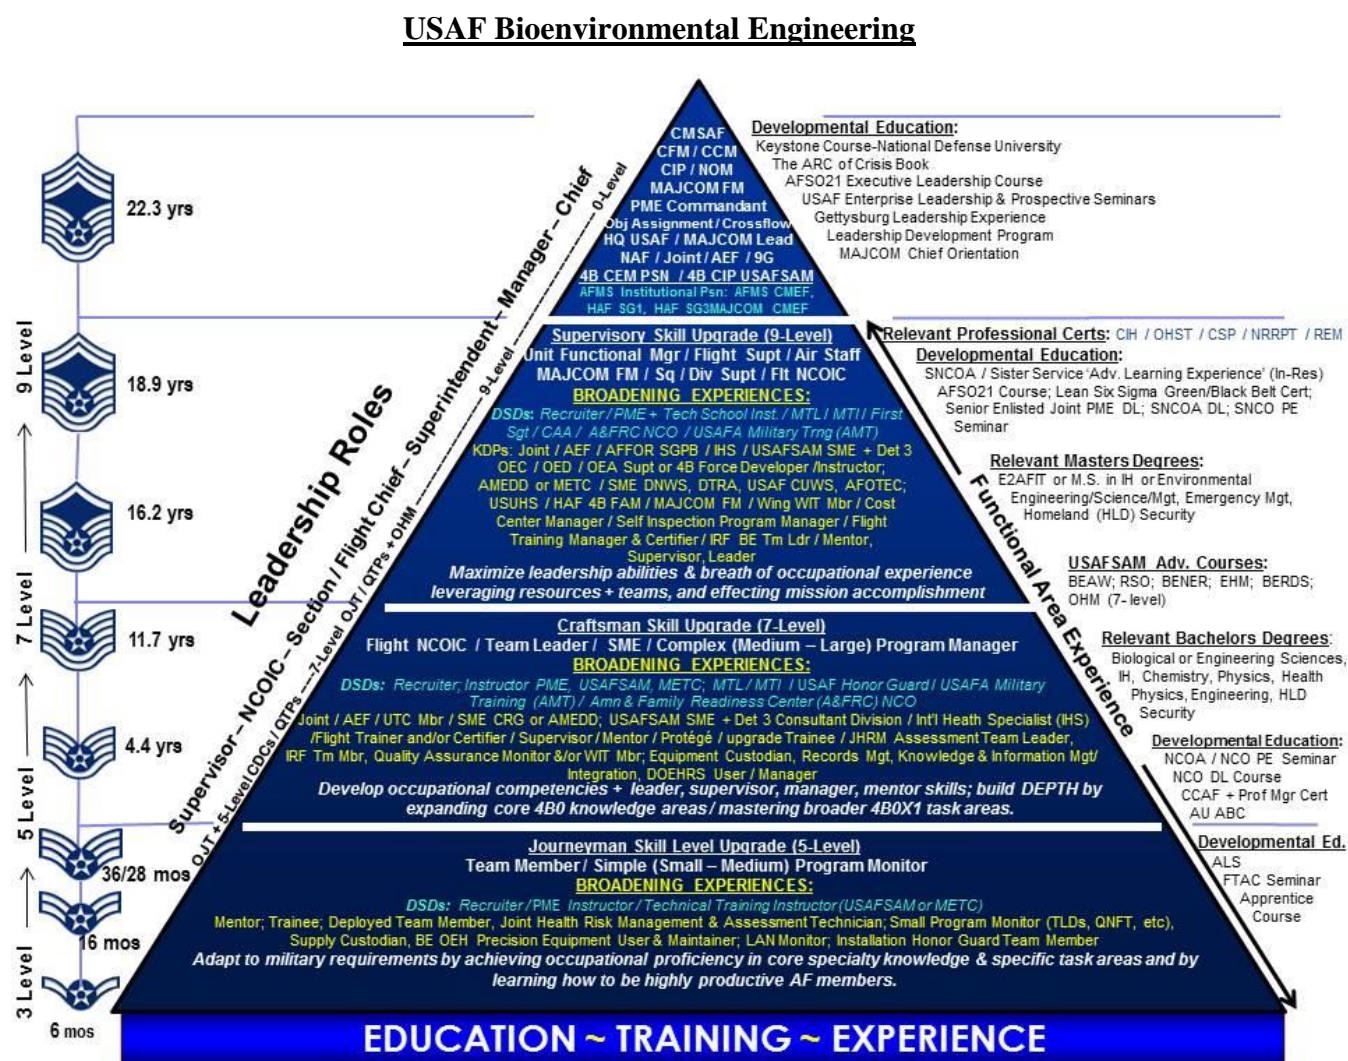 USAF Bioenvironmental Engineering
CMSAF
CFM / CCM
CIP / NOM
MAJCOM FM
PME Commandant
Obj Assignment / Crossflow
HQ USAF / MAJCOM Lead
NAF / Joint / AEF / 9G
4B CEM PSN / 4B CIP USAFSAM
AFMS Institutional Psn: AFMS CMEF,
HAF SG1, HAF SG3MAJCOM CMEF
Supervisory Skill Upgrade (9-Level)
Unit Functional Mgr / Flight Supt / Air Staff
MAJCOM FM / Sq / Div Supt / Flt NCOIC
BROADENING EXPERIENCES:
DSDs: Recruiter / PME + Tech School Inst. / MTL / MTI / First
Sgt / CAA / A&FRC NCO / USAFA Military Trng (AMT)
KDPs: Joint / AEF / AFFOR SGPB / IHS / USAFSAM SME + Det 3
OEC / OED / OEA Supt or 4B Force Developer /Instructor;
AMEDD or METC / SME DNWS, DTRA, USAF CUWS, AFOTEC;
USUHS / HAF 4B FAM / MAJCOM FM / Wing WIT Mbr / Cost
Center Manager / Self Inspection Program Manager / Flight
Training Manager & Certifier / IRF BE Tm Ldr / Mentor,
Supervisor, Leader
Maximize leadership abilities & breath of occupational experience
leveraging resources + teams, and effecting mission accomplishment
Craftsman Skill Upgrade (7-Level)
Flight NCOIC / Team Leader / SME / Complex (Medium – Large) Program Manager
BROADENING EXPERIENCES:
DSDs: Recruiter; Instructor PME, USAFSAM, METC; MTL / MTI / USAF Honor Guard / USAFA Military
Training (AMT) / Amn & Family Readiness Center (A&FRC) NCO
Joint / AEF / UTC Mbr / SME CRG or AMEDD; USAFSAM SME + Det 3 Consultant Division / Int'l Heath Specialist (IHS)
/Flight Trainer and/or Certifier / Supervisor / Mentor / Protégé / upgrade Trainee / JHRM Assessment Team Leader,
IRF Tm Mbr, Quality Assurance Monitor &/or WIT Mbr; Equipment Custodian, Records Mgt, Knowledge & Information Mgt/
Integration, DOEHRS User / Manager
Develop occupational competencies + leader, supervisor, manager, mentor skills; build DEPTH by
expanding core 4B0 knowledge areas / mastering broader 4B0X1 task areas.
Journeyman Skill Level Upgrade (5-Level)
Team Member / Simple (Small – Medium) Program Monitor
BROADENING EXPERIENCES:
DSDs: Recruiter /PME Instructor / Technical Training Instructor (USAFSAM or METC)
Mentor; Trainee; Deployed Team Member, Joint Health Risk Management & Assessment Technician; Small Program Monitor (TLDs, QNFT, etc),
Supply Custodian, BE OEH Precision Equipment User & Maintainer; LAN Monitor; Installation Honor Guard Team Member
Adapt to military requirements by achieving occupational proficiency in core specialty knowledge & specific task areas and by
learning how to be highly productive AF members.
EDUCATION ~ TRAINING ~ EXPERIENCE
22.3 yrs
18.9 yrs
16.2 yrs
11.7 yrs
4.4 yrs
36/28 mos
16 mos
6 mos
9 Level
7 Level
5 Level
3 Level
Leadership Roles
Supervisor – NCOIC – Section / Flight Chief – Superintendent – Manager – Chief
OJT + 5-Level CDCs / QTPs ----7-Level OJT / QTPs + OHM ------ 9-Level ------ 0-Level
Functional Area Experience
Developmental Education:
Keystone Course-National Defense University
The ARC of Crisis Book
AFSO21 Executive Leadership Course
USAF Enterprise Leadership & Prospective Seminars
Gettysburg Leadership Experience
Leadership Development Program
MAJCOM Chief Orientation
Relevant Professional Certs: CIH / OHST / CSP / NRRPT / REM
Developmental Education:
SNCOA / Sister Service 'Adv. Learning Experience' (In-Res)
AFSO21 Course; Lean Six Sigma Green/Black Belt Cert;
Senior Enlisted Joint PME DL; SNCOA DL; SNCO PE
Seminar
Relevant Masters Degrees:
E2AFIT or M.S. in IH or Environmental
Engineering/Science/Mgt, Emergency Mgt,
Homeland (HLD) Security
USAFSAM Adv. Courses:
BEAW; RSO; BENER; EHM; BERDS;
OHM (7- level)
Relevant Bachelors Degrees:
Biological or Engineering Sciences,
IH, Chemistry, Physics, Health
Physics, Engineering, HLD
Security
Developmental Education:
NCOA / NCO PE Seminar
NCO DL Course
CCAF + Prof Mgr Cert
AU ABC
Developmental Ed.
ALS
FTAC Seminar
Apprentice
Course